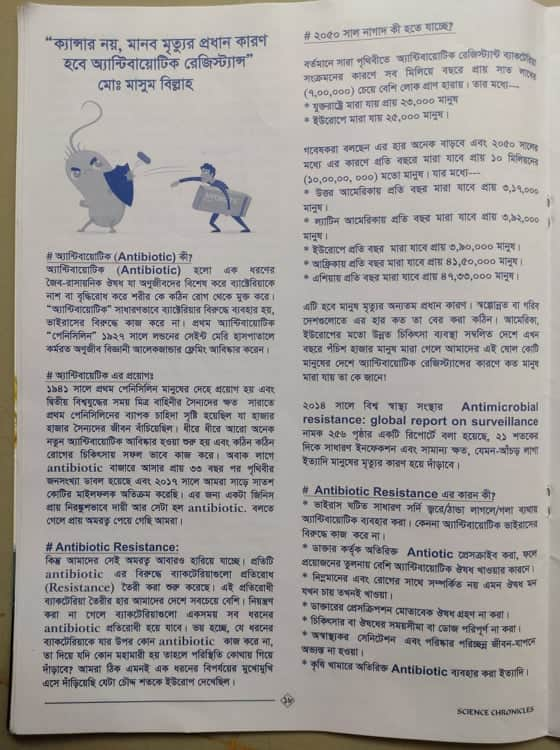 “ক্যান্সার নয়, মানব মৃত্যুর প্রধান কারণ
হবে অ্যান্টিবায়োটিক রেজিস্ট্যান্স”
মোঃ মাসুম বিল্লাহ
# অ্যান্টিবায়োটিক (Antibiotic) কী?
অ্যান্টিবায়োটিক (Antibiotic) হলো এক ধরণের
জৈব-রাসায়নিক ঔষধ যা অণুজীবদের বিশেষ করে ব্যাক্টেরিয়াকে
নাশ বা বৃদ্ধিরোধ করে শরীর কে কঠিন রোগ থেকে মুক্ত করে।
“অ্যান্টিবায়োটিক” সাধারণভাবে ব্যাক্টেরিয়ার বিরুদ্ধে ব্যবহার হয়,
ভাইরাসের বিরুদ্ধে কাজ করে না। প্রথম অ্যান্টিবায়োটিক
“পেনিসিলিন” ১৯২৭ সালে লন্ডনের সেইন্ট মেরি হাসপাতালে
কর্মরত অণুজীব বিজ্ঞানী আলেকজান্ডার ফ্লেমিং আবিষ্কার করেন।
# অ্যান্টিবায়োটিক এর প্রয়োগঃ
১৯৪১ সালে প্রথম পেনিসিলিন মানুষের দেহে প্রয়োগ হয় এবং
দ্বিতীয় বিশ্বযুদ্ধের সময় মিত্র বাহিনীর সৈন্যদের ক্ষত সারাতে
প্রথম পেনিসিলিনের ব্যাপক চাহিদা সৃষ্টি হয়েছিল যা হাজার
হাজার সৈন্যদের জীবন বাঁচিয়েছিল। ধীরে ধীরে আরো অনেক
নতুন অ্যান্টিবায়োটিক আবিষ্কার হওয়া শুরু হয় এবং কঠিন কঠিন
রোগের চিকিৎসায় সফল ভাবে কাজ করে। অবাক লাগে
antibiotic বাজারে আসার প্রায় ৩৩ বছর পর পৃথিবীর
জনসংখ্যা ডাবল হয়েছে এবং ২০১৭ সালে আমরা সাড়ে সাতশ
কোটির মাইলফলক অতিক্রম করেছি। এর জন্য একটা জিনিস
প্রায় নিরঙ্কুশভাবে দায়ী আর সেটা হল antibiotic. বলতে
গেলে প্রায় অমরত্ব পেয়ে গেছি আমরা।
# Antibiotic Resistance:
কিন্তু আমাদের সেই অমরত্ব আবারও হারিয়ে যাচ্ছে। প্রতিটি
antibiotic এর বিরুদ্ধে ব্যাকটেরিয়াগুলো প্রতিরোধ
(Resistance) তৈরী করা শুরু করেছে। এই প্রতিরোধী
ব্যাকটেরিয়া তৈরীর হার আমাদের দেশে সবচেয়ে বেশি। নিয়ন্ত্রণ
করা না গেলে ব্যাকটেরিয়াগুলো একসময় সব ধরনের
antibiotic প্রতিরোধী হয়ে যাবে। ভয় হচ্ছে, যে ধরনের
ব্যাকটেরিয়াকে যার উপর কোন antibiotic কাজ করে না,
তা দিয়ে যদি কোন মহামারী হয় তাহলে পরিস্থিতি কোথায় গিয়ে
দাঁড়াবে? আমরা ঠিক এমনই এক ধরনের বিপর্যয়ের মুখোমুখি
এসে দাঁড়িয়েছি যেটা চৌদ্দ শতকে ইউরোপ দেখেছিল।
# ২০৫০ সাল নাগাদ কী হতে যাচ্ছে?
বর্তমানে সারা পৃথিবীতে অ্যান্টিবায়োটিক রেজিস্ট্যান্ট ব্যাকটেরিয়া
সংক্রমনের কারণে সব মিলিয়ে বছরে প্রায় সাত লাখের
(৭,০০,০০০) চেয়ে বেশি লোক প্রাণ হারায়। তার মধ্যে---
* যুক্তরাষ্ট্রে মারা যায় প্রায় ২৩,০০০ মানুষ
* ইউরোপে মারা যায় ২৫,০০০ মানুষ।
গবেষকরা বলছেন এর হার অনেক বাড়বে এবং ২০৫০ সালের
মধ্যে এর কারণে প্রতি বছরে মারা যাবে প্রায় ১০ মিলিয়নের
(১০,০০,০০, ০০০) মতো মানুষ। যার মধ্যে---
* উত্তর আমেরিকায় প্রতি বছর মারা যাবে প্রায় ৩,১৭,০০০
মানুষ।
* ল্যাটিন আমেরিকায় প্রতি বছর মারা যাবে প্রায় ৩,৯২,০০০
মানুষ।
* ইউরোপে প্রতি বছর মারা যাবে প্রায় ৩,৯০,০০০ মানুষ।
* আফ্রিকায় প্রতি বছর মারা যাবে প্রায় ৪১,৫০,০০০ মানুষ।
* এশিয়ায় প্রতি বছর মারা যাবে প্রায় ৪৭,৩৩,০০০ মানুষ।
এটি হবে মানুষ মৃত্যুর অন্যতম প্রধান কারণ। স্বল্পোন্নত বা গরিব
দেশগুলোতে এর হার কত তা বের করা কঠিন। আমেরিকা,
ইউরোপের মতো উন্নত চিকিৎসা ব্যবস্থা সম্বলিত দেশে এখন
বছরে পঁচিশ হাজার মানুষ মারা গেলে আমাদের এই ষোল কোটি
মানুষের দেশে অ্যান্টিবায়োটিক রেজিস্ট্যান্সের কারণে কত মানুষ
মারা যায় তা কে জানে!
২০১৪ সালে বিশ্ব স্বাস্থ্য সংস্থার Antimicrobial
resistance: global report on surveillance
নামক ২৫৬ পৃষ্ঠার একটি রিপোর্টে বলা হয়েছে, ২১ শতকের
দিকে সাধারণ ইনফেকশন এবং সামান্য ক্ষত, যেমন-আঁচড় লাগা
ইত্যাদি মানুষের মৃত্যুর কারণ হয়ে দাঁড়াবে।
# Antibiotic Resistance এর কারন কী?
* ভাইরাস ঘটিত সাধারণ সর্দি জ্বরে/ঠান্ডা লাগলে/গলা ব্যথায়
অ্যান্টিবায়োটিক ব্যবহার করা। কেননা অ্যান্টিবায়োটিক ভাইরাসের
বিরুদ্ধে কাজ করে না।
* ডাক্তার কর্তৃক অতিরিক্ত Antiotic প্রেসক্রাইব করা, ফলে
প্রয়োজনের তুলনায় বেশি অ্যান্টিবায়োটিক ঔষধ খাওয়ার কারনে।
* নিম্নমানের এবং রোগের সাথে সম্পর্কিত নয় এমন ঔষধ মন
যখন চায় তখনই খাওয়া।
* ডাক্তারের প্রেসক্রিপশন মোতাবেক ঔষধ গ্রহণ না করা।
* চিকিৎসার বা ঔষধের সময়সীমা বা ডোজ পরিপূর্ণ না করা।
* অস্বাস্থ্যকর সেনিটেশন এবং পরিষ্কার পরিচ্ছন্ন জীবন-যাপনে
অভ্যস্ত না হওয়া।
* কৃষি খামারে অতিরিক্ত Antibiotic ব্যবহার করা ইত্যাদি।
SCIENCE CHRONICLES